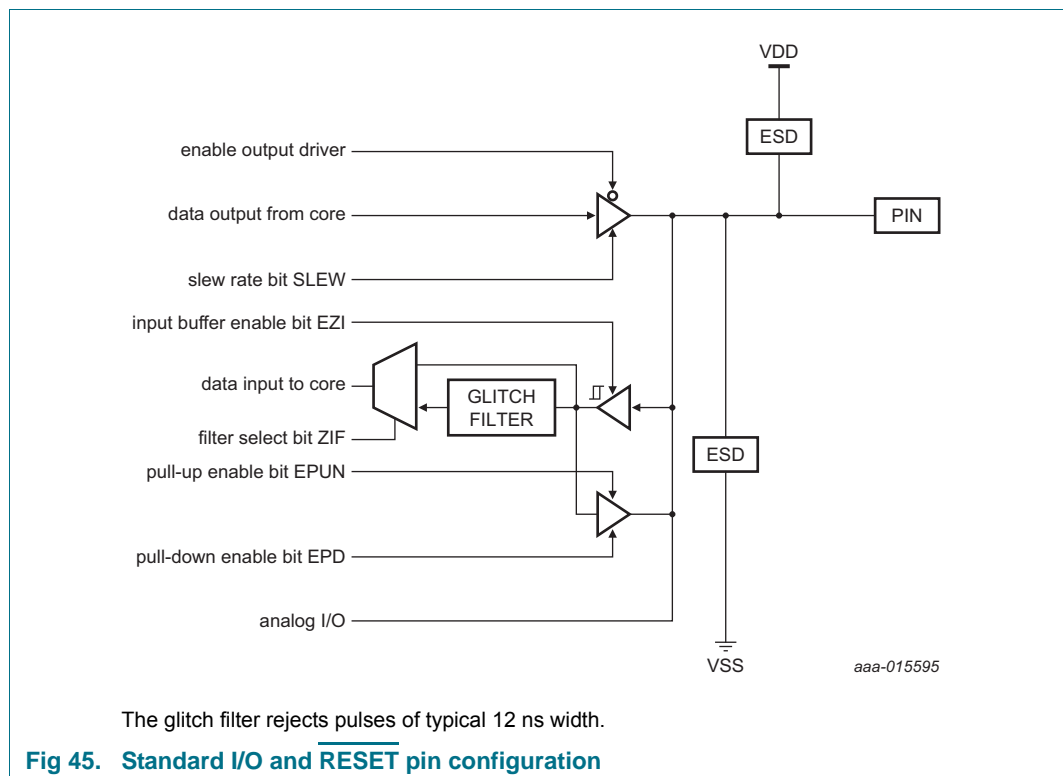 VDD
ESD
enable output driver
data output from core
PIN
slew rate bit SLEW
input buffer enable bit EZI
data input to core
GLITCH
FILTER
filter select bit ZIF
ESD
pull-up enable bit EPUN
pull-down enable bit EPD
analog I/O
VSS
aaa-015595
The glitch filter rejects pulses of typical 12 ns width.
Fig 45. Standard I/O and RESET pin configuration